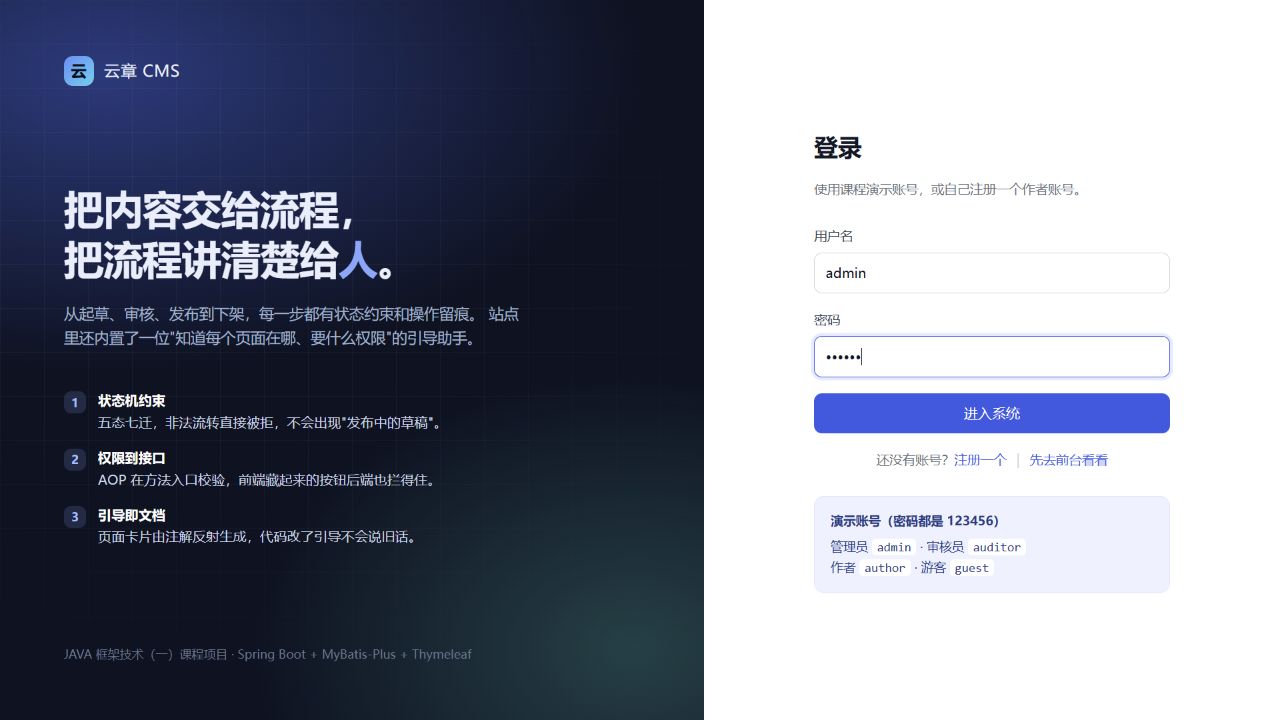 云 云章 CMS
把内容交给流程，
把流程讲清楚给人。
从起草、审核、发布到下架，每一步都有状态约束和操作留痕。 站点
里还内置了一位"知道每个页面在哪、要什么权限"的引导助手。
1 状态机约束
五态七迁，非法流转直接被拒，不会出现"发布中的草稿"。
2 权限到接口
AOP 在方法入口校验，前端藏起来的按钮后端也拦得住。
3 引导即文档
页面卡片由注解反射生成，代码改了引导不会说旧话。
JAVA 框架技术（一）课程项目 · Spring Boot + MyBatis-Plus + Thymeleaf
登录
使用课程演示账号，或自己注册一个作者账号。
用户名
admin
密码
••••••
进入系统
还没有账号？注册一个 | 先去前台看看
演示账号（密码都是 123456）
管理员 admin · 审核员 auditor
作者 author · 游客 guest